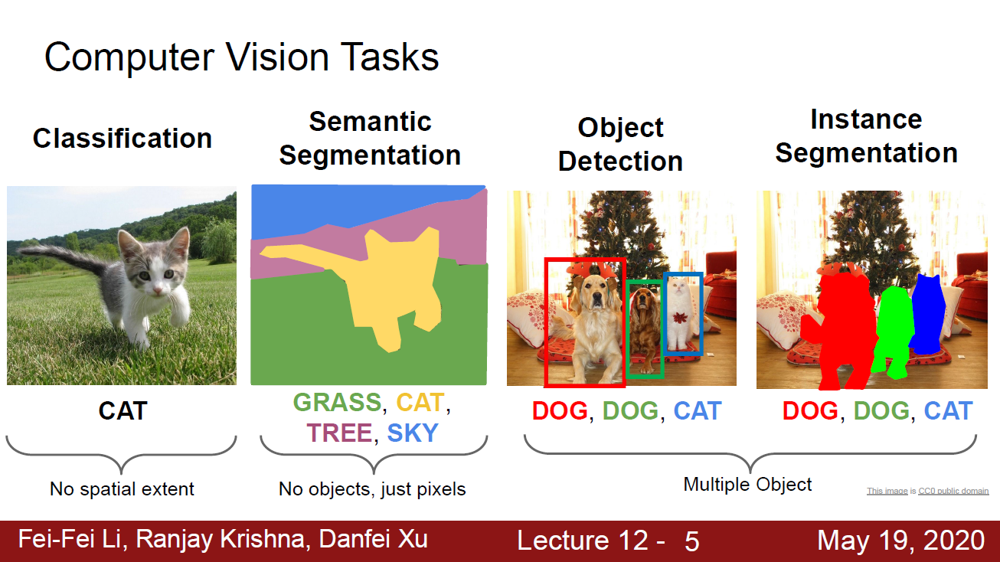 Computer Vision Tasks
Classification
Semantic
Segmentation
Object
Detection
Instance
Segmentation
CAT
GRASS, CAT,
TREE, SKY
DOG, DOG, CAT
DOG, DOG, CAT
No spatial extent
No objects, just pixels
Multiple Object
This image is CC0 public domain
Fei-Fei Li, Ranjay Krishna, Danfei Xu
Lecture 12 - 5
May 19, 2020